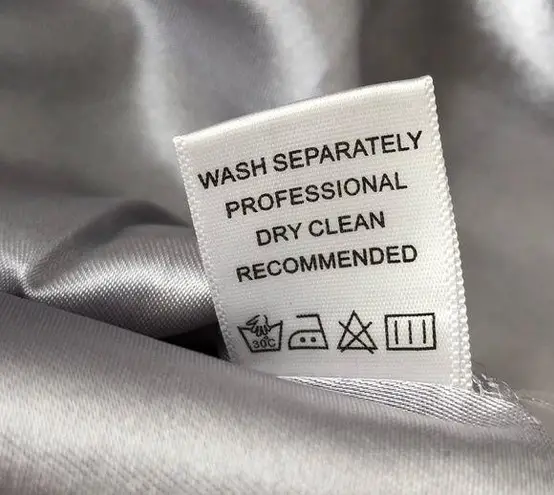 WASH SEPARATELY
PROFESSIONAL
DRY CLEAN
RECOMMENDED
30C